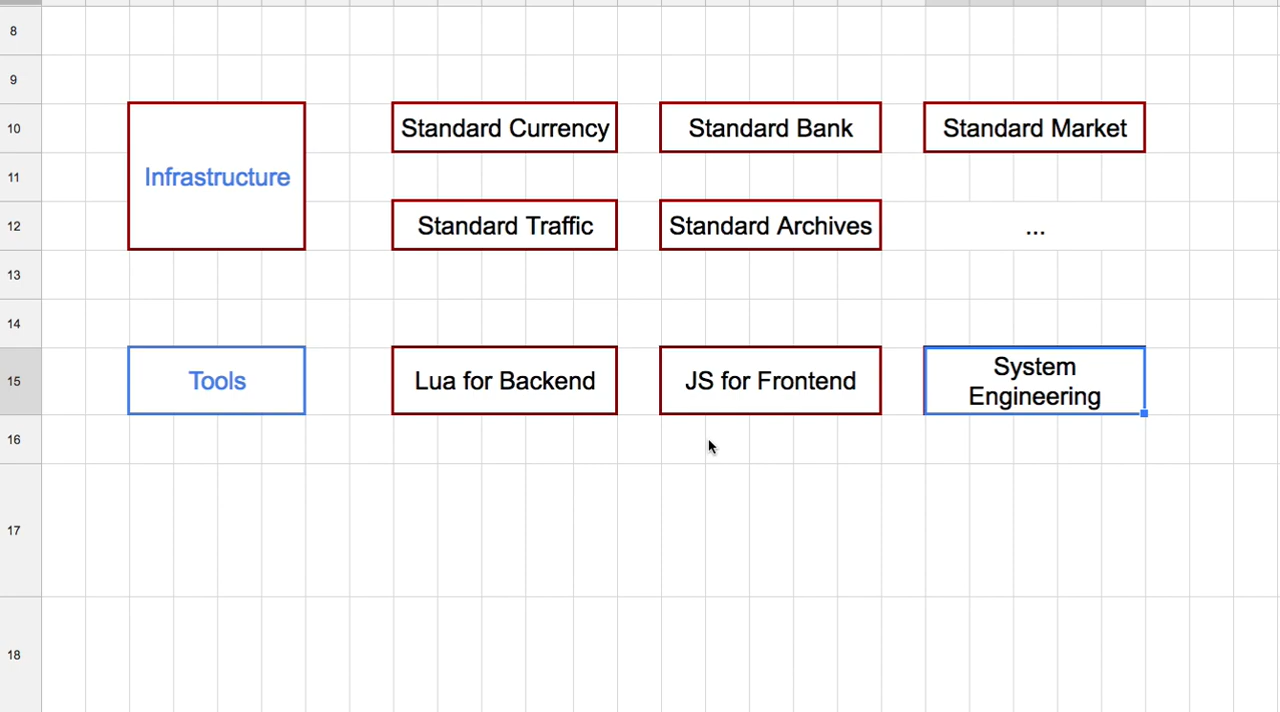 8
9
10
Standard Currency
Standard Bank
Standard Market
11
Infrastructure
12
Standard Traffic
Standard Archives
...
13
14
15
Tools
Lua for Backend
JS for Frontend
System
Engineering
16
17
18